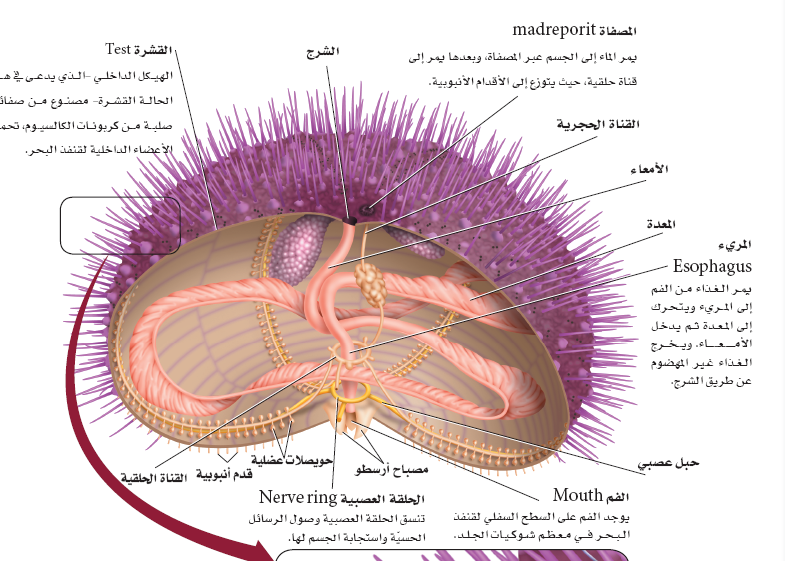 المصفاة madreporit
يمر الماء إلى الجسم عبر المصفاة، وبعدها يمر إلى
قناة حلقية، حيث يتوزع إلى الأقدام الأنبوبية.
الشرج
القشرة Test
الهيكل الداخلي -الذي يدعى في
الحالة القشرة- مصنوع من
صلبة من كربونات الكالسيوم،
الأعضاء الداخلية لقنفذ البحر.
القناة الحجرية
الأمعاء
المعدة
المريء
Esophagus
يمر الغذاء من الفم
إلى المريء ويتحرك
إلى المعدة ثم يدخل
الأمعاء. ويخرج
الغذاء غير المهضوم
عن طريق الشرج.
حبل عصبي
مصباح أرسطو
حويصلات عضلية
قدم أنبوبية
القناة الحلقية
الفم Mouth
يوجد الفم على السطح السفلي لقنفذ
البحر في معظم شوكيات الجلد.
الحلقة العصبية Nerve ring
تنسق الحلقة العصبية وصول الرسائل
الحسية واستجابة الجسم لها.